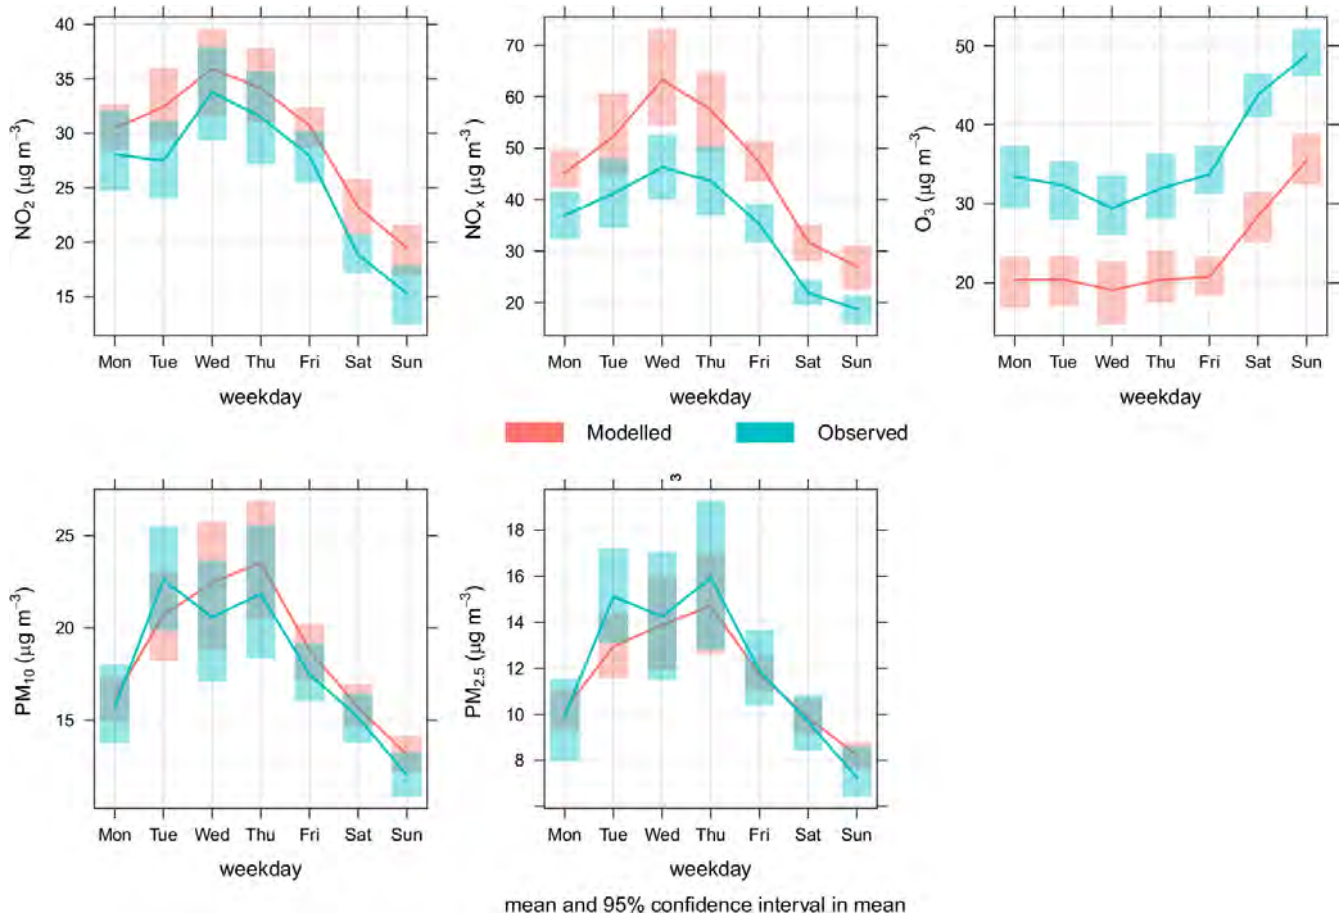 NO₂ (µg m⁻³)
40
35
30
25
20
15
Mon Tue Wed Thu Fri Sat Sun
weekday
NOₓ (µg m⁻³)
70
60
50
40
30
20
Mon Tue Wed Thu Fri Sat Sun
weekday
O₃ (µg m⁻³)
50
40
30
20
Mon Tue Wed Thu Fri Sat Sun
weekday
Modelled Observed
PM₁₀ (µg m⁻³)
25
20
15
Mon Tue Wed Thu Fri Sat Sun
weekday
3
PM₂.₅ (µg m⁻³)
18
16
14
12
10
8
Mon Tue Wed Thu Fri Sat Sun
weekday
mean and 95% confidence interval in mean